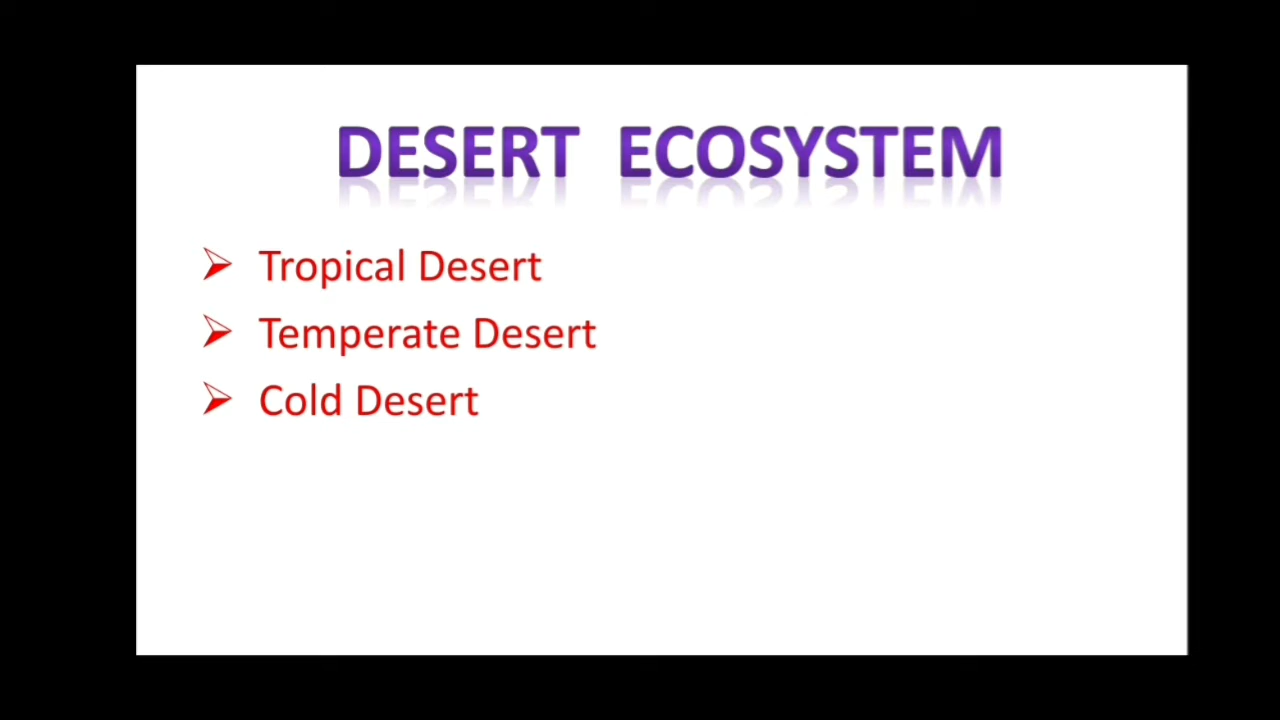 DESERT ECOSYSTEM
➢ Tropical Desert
➢ Temperate Desert
➢ Cold Desert